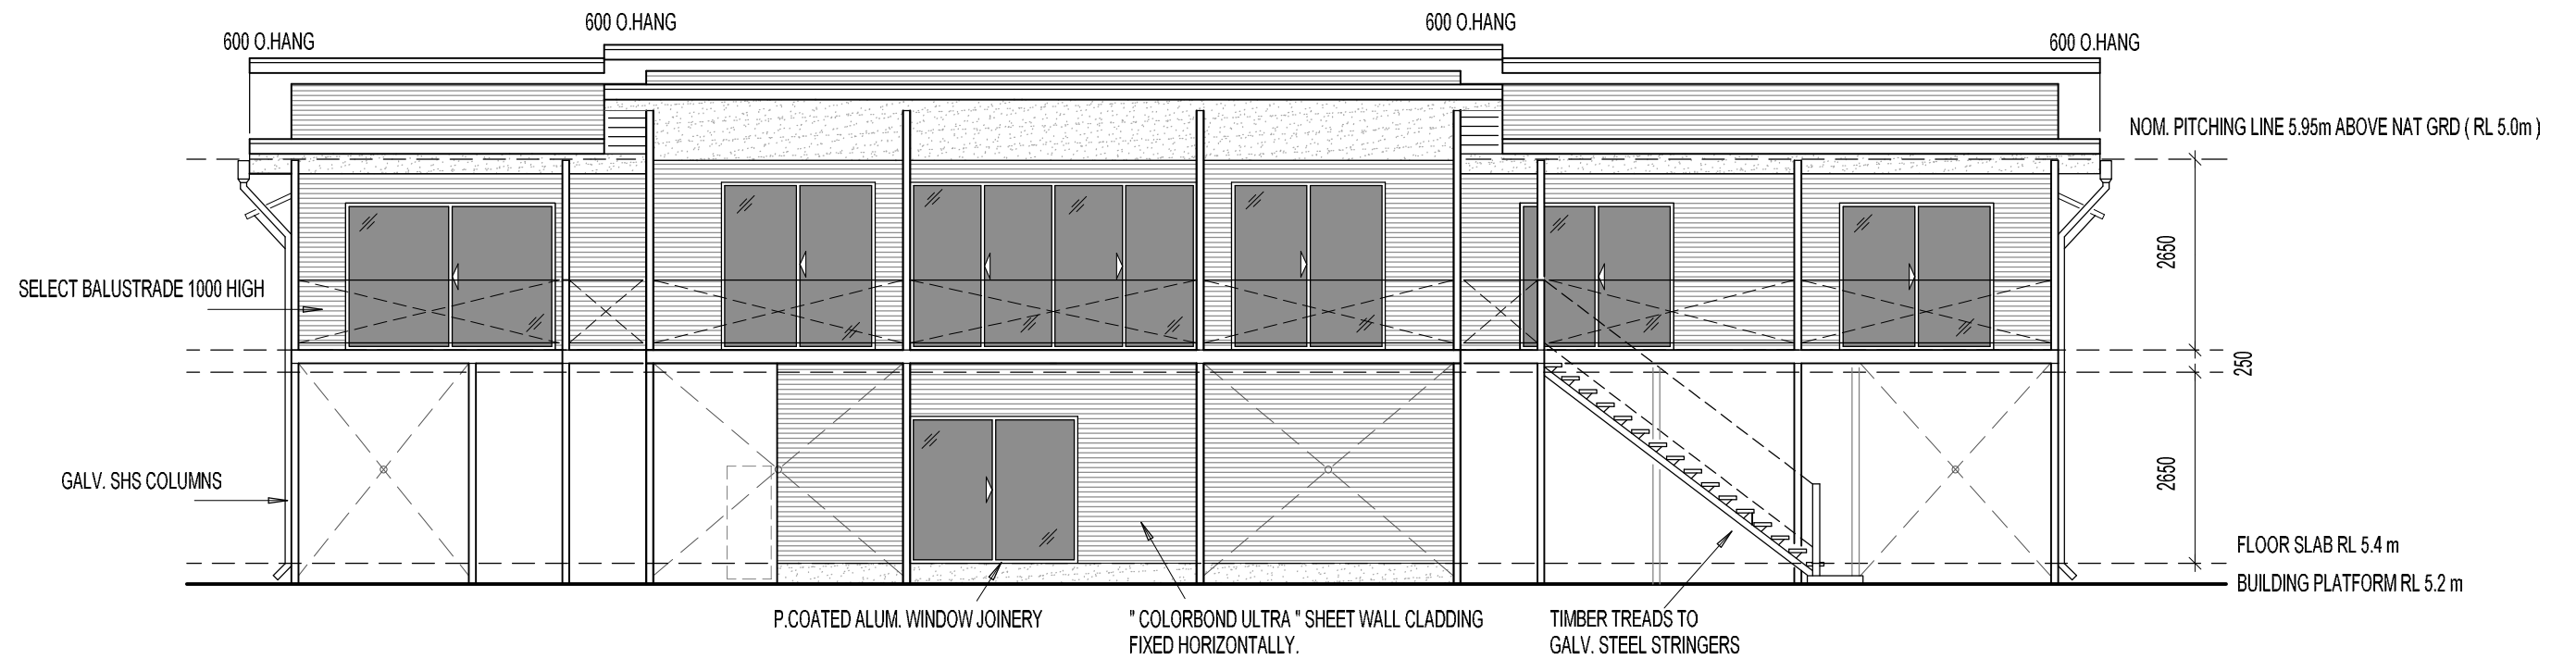 600 O.HANG
600 O.HANG
600 O.HANG
600 O.HANG
NOM. PITCHING LINE 5.95m ABOVE NAT GRD ( RL 5.0m )
2650
SELECT BALUSTRADE 1000 HIGH
250
2650
GALV. SHS COLUMNS
FLOOR SLAB RL 5.4 m
BUILDING PLATFORM RL 5.2 m
P.COATED ALUM. WINDOW JOINERY
" COLORBOND ULTRA " SHEET WALL CLADDING
FIXED HORIZONTALLY.
TIMBER TREADS TO
GALV. STEEL STRINGERS